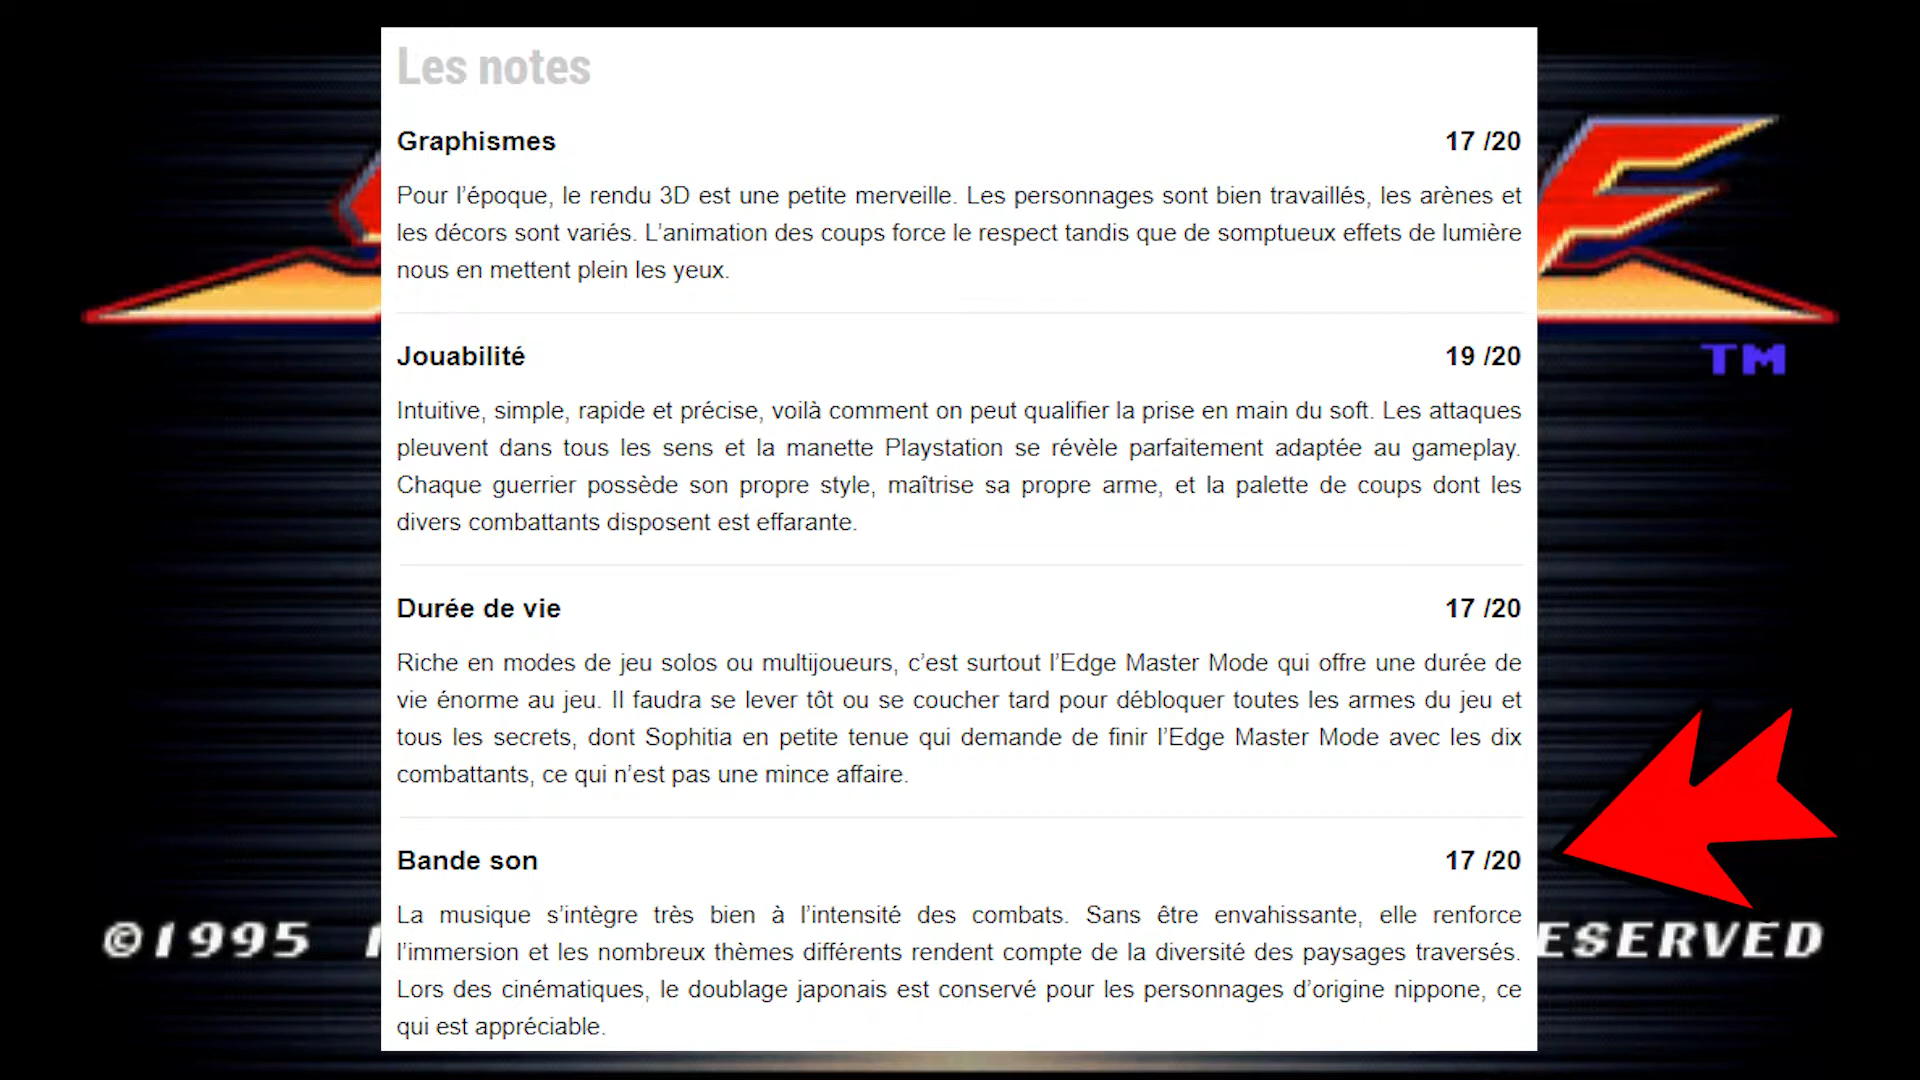 Les notes
Graphismes 17 /20
Pour l’époque, le rendu 3D est une petite merveille. Les personnages sont bien travaillés, les arènes et
les décors sont variés. L’animation des coups force le respect tandis que de somptueux effets de lumière
nous en mettent plein les yeux.
TM
Jouabilité 19 /20
Intuitive, simple, rapide et précise, voilà comment on peut qualifier la prise en main du soft. Les attaques
pleuvent dans tous les sens et la manette Playstation se révèle parfaitement adaptée au gameplay.
Chaque guerrier possède son propre style, maîtrise sa propre arme, et la palette de coups dont les
divers combattants disposent est effarante.
Durée de vie 17 /20
Riche en modes de jeu solos ou multijoueurs, c’est surtout l’Edge Master Mode qui offre une durée de
vie énorme au jeu. Il faudra se lever tôt ou se coucher tard pour débloquer toutes les armes du jeu et
tous les secrets, dont Sophitia en petite tenue qui demande de finir l’Edge Master Mode avec les dix
combattants, ce qui n’est pas une mince affaire.
Bande son 17 /20
La musique s’intègre très bien à l’intensité des combats. Sans être envahissante, elle renforce
l’immersion et les nombreux thèmes différents rendent compte de la diversité des paysages traversés.
Lors des cinématiques, le doublage japonais est conservé pour les personnages d’origine nippone, ce
qui est appréciable.
©1995 ESERVED